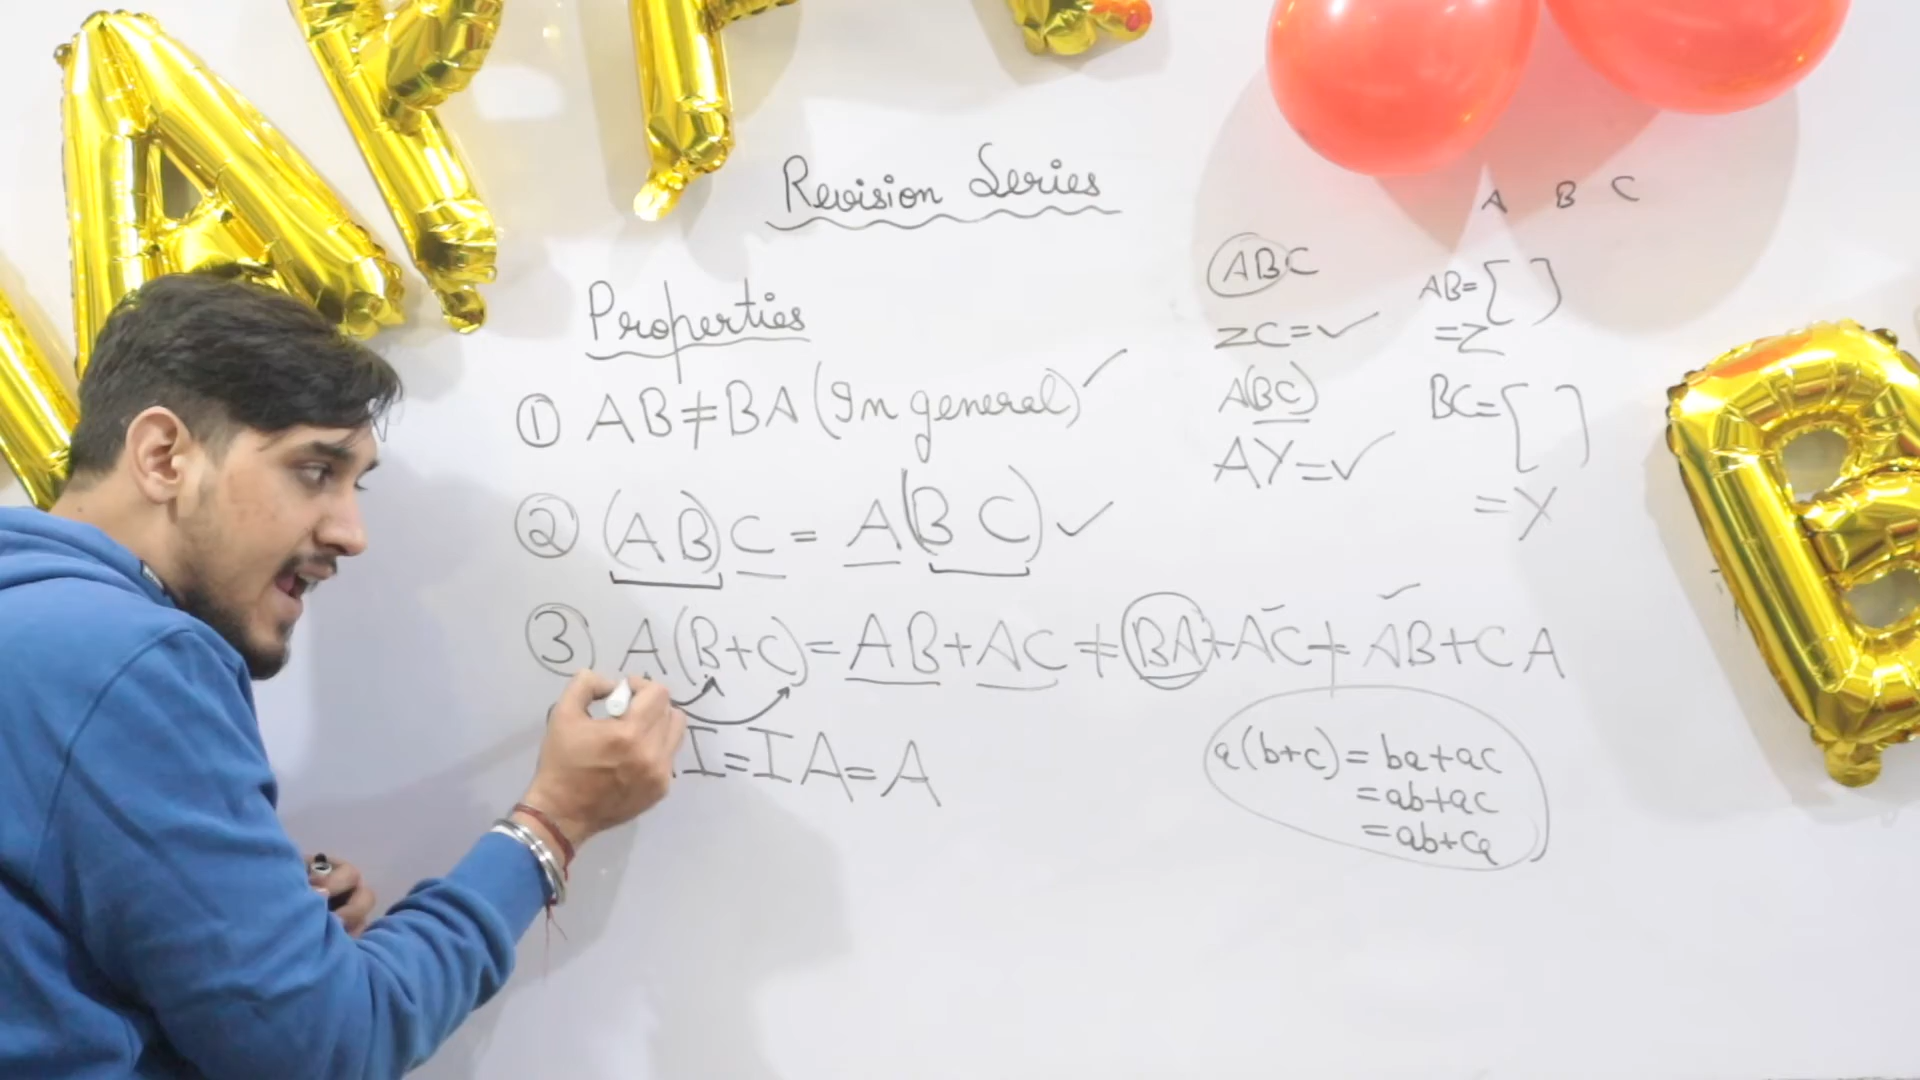 Revision Series
A B C
Properties
① AB≠BA (In general) ✓
② (AB)C = A(BC) ✓
③ A(B+C) = AB+AC ≠ BA+AC ≠ AB+CA
I=IA=A
ABC
ZC=✓
A(BC)
AY=✓
AB=[ ]
=Z
BC=[ ]
=Y
a(b+c)=ba+ac
=ab+ac
=ab+ca
B